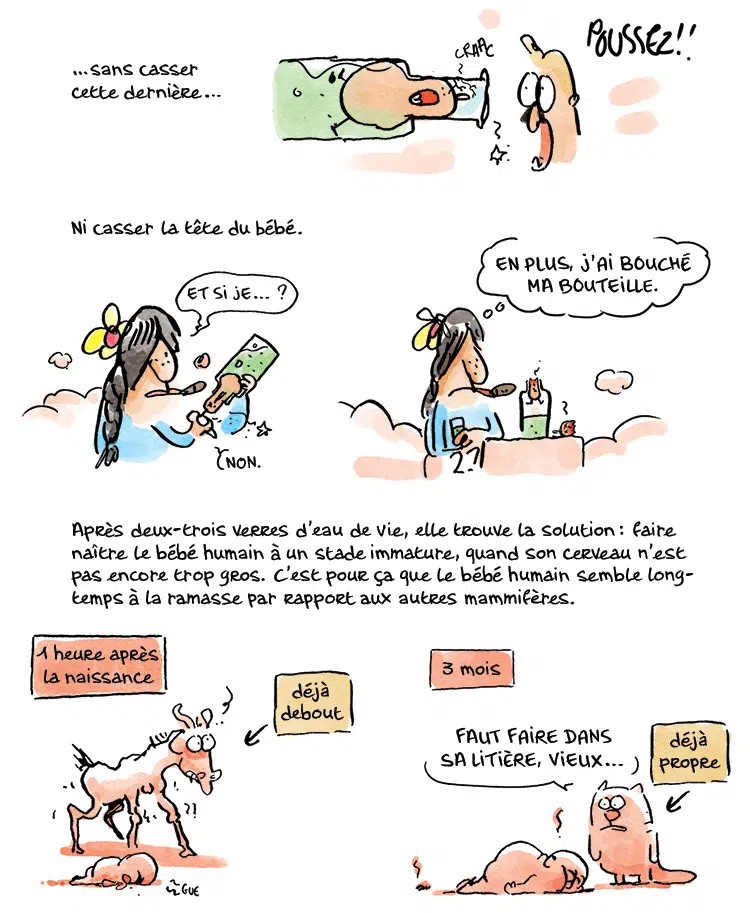 POUSSEZ!!
CRAAC
...sans casser
cette dernière...
Ni casser la tête du bébé.
ET SI JE... ?
EN PLUS, J'AI BOUCHÉ
MA BOUTEILLE.
NON.
??
Après deux-trois verres d'eau de vie, elle trouve la solution : faire
naître le bébé humain à un stade immature, quand son cerveau n'est
pas encore trop gros. C'est pour ça que le bébé humain semble long-
temps à la ramasse par rapport aux autres mammifères.
1 heure après
la naissance
déjà
debout
??
GUE
3 mois
FAUT FAIRE DANS
SA LITIÈRE, VIEUX...
déjà
propre